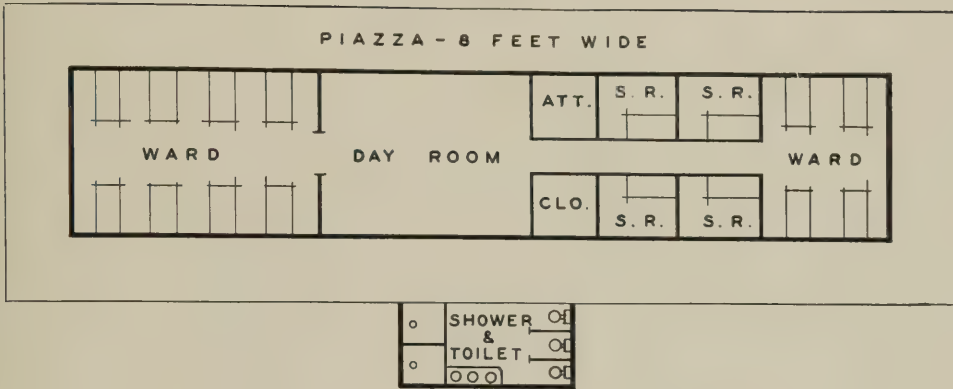 PIAZZA - 8 FEET WIDE
ATT. S. R. S. R.
WARD DAY ROOM WARD
CLO. S. R. S. R.
SHOWER
&
TOILET